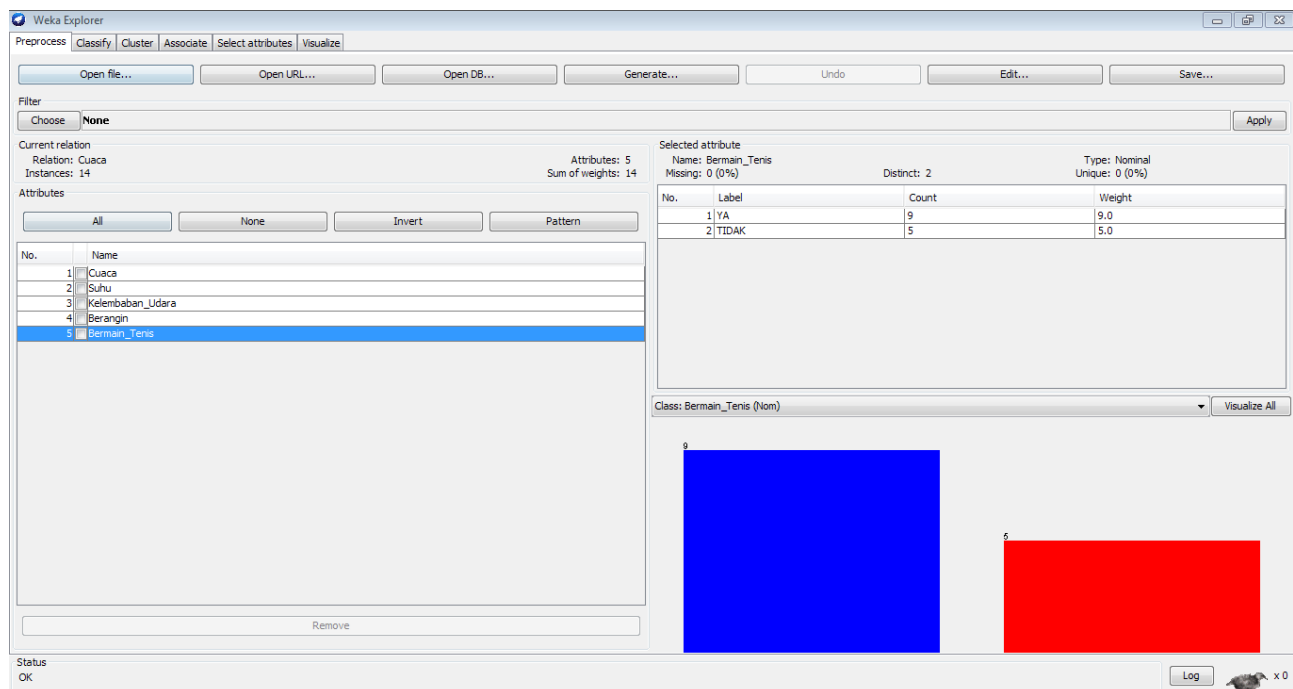 Weka Explorer
Preprocess Classify Cluster Associate Select attributes Visualize
Open file... Open URL... Open DB... Generate... Undo Edit... Save...
Filter
Choose None Apply
Current relation
Relation: Cuaca Attributes: 5
Instances: 14 Sum of weights: 14
Attributes
All None Invert Pattern
No. Name
1 Cuaca
2 Suhu
3 Kelembaban_Udara
4 Berangin
5 Bermain_Tenis
Remove
Selected attribute
Name: Bermain_Tenis Type: Nominal
Missing: 0 (0%) Distinct: 2 Unique: 0 (0%)
No. Label Count Weight
1 YA 9 9.0
2 TIDAK 5 5.0
Class: Bermain_Tenis (Nom) Visualize All
9
5
Status
OK Log x 0